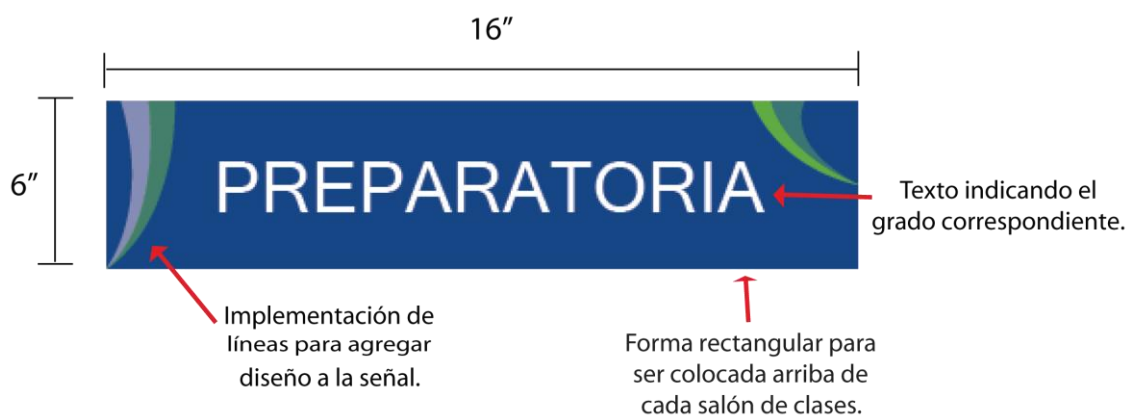 16”
6”
PREPARATORIA
Texto indicando el
grado correspondiente.
Implementación de
líneas para agregar
diseño a la señal.
Forma rectangular para
ser colocada arriba de
cada salón de clases.